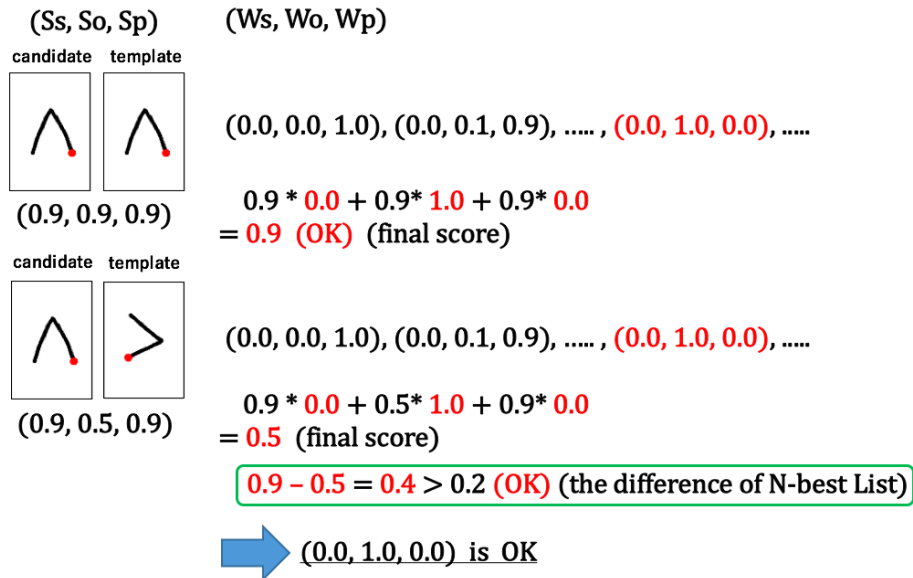 (Ss, So, Sp) (Ws, Wo, Wp)
candidate template
(0.0, 0.0, 1.0), (0.0, 0.1, 0.9), ..... , (0.0, 1.0, 0.0), .....
0.9 * 0.0 + 0.9* 1.0 + 0.9* 0.0
(0.9, 0.9, 0.9)
= 0.9 (OK) (final score)
candidate template
(0.0, 0.0, 1.0), (0.0, 0.1, 0.9), ..... , (0.0, 1.0, 0.0), .....
0.9 * 0.0 + 0.5* 1.0 + 0.9* 0.0
(0.9, 0.5, 0.9)
= 0.5 (final score)
0.9 – 0.5 = 0.4 > 0.2 (OK) (the difference of N-best List)
(0.0, 1.0, 0.0) is OK